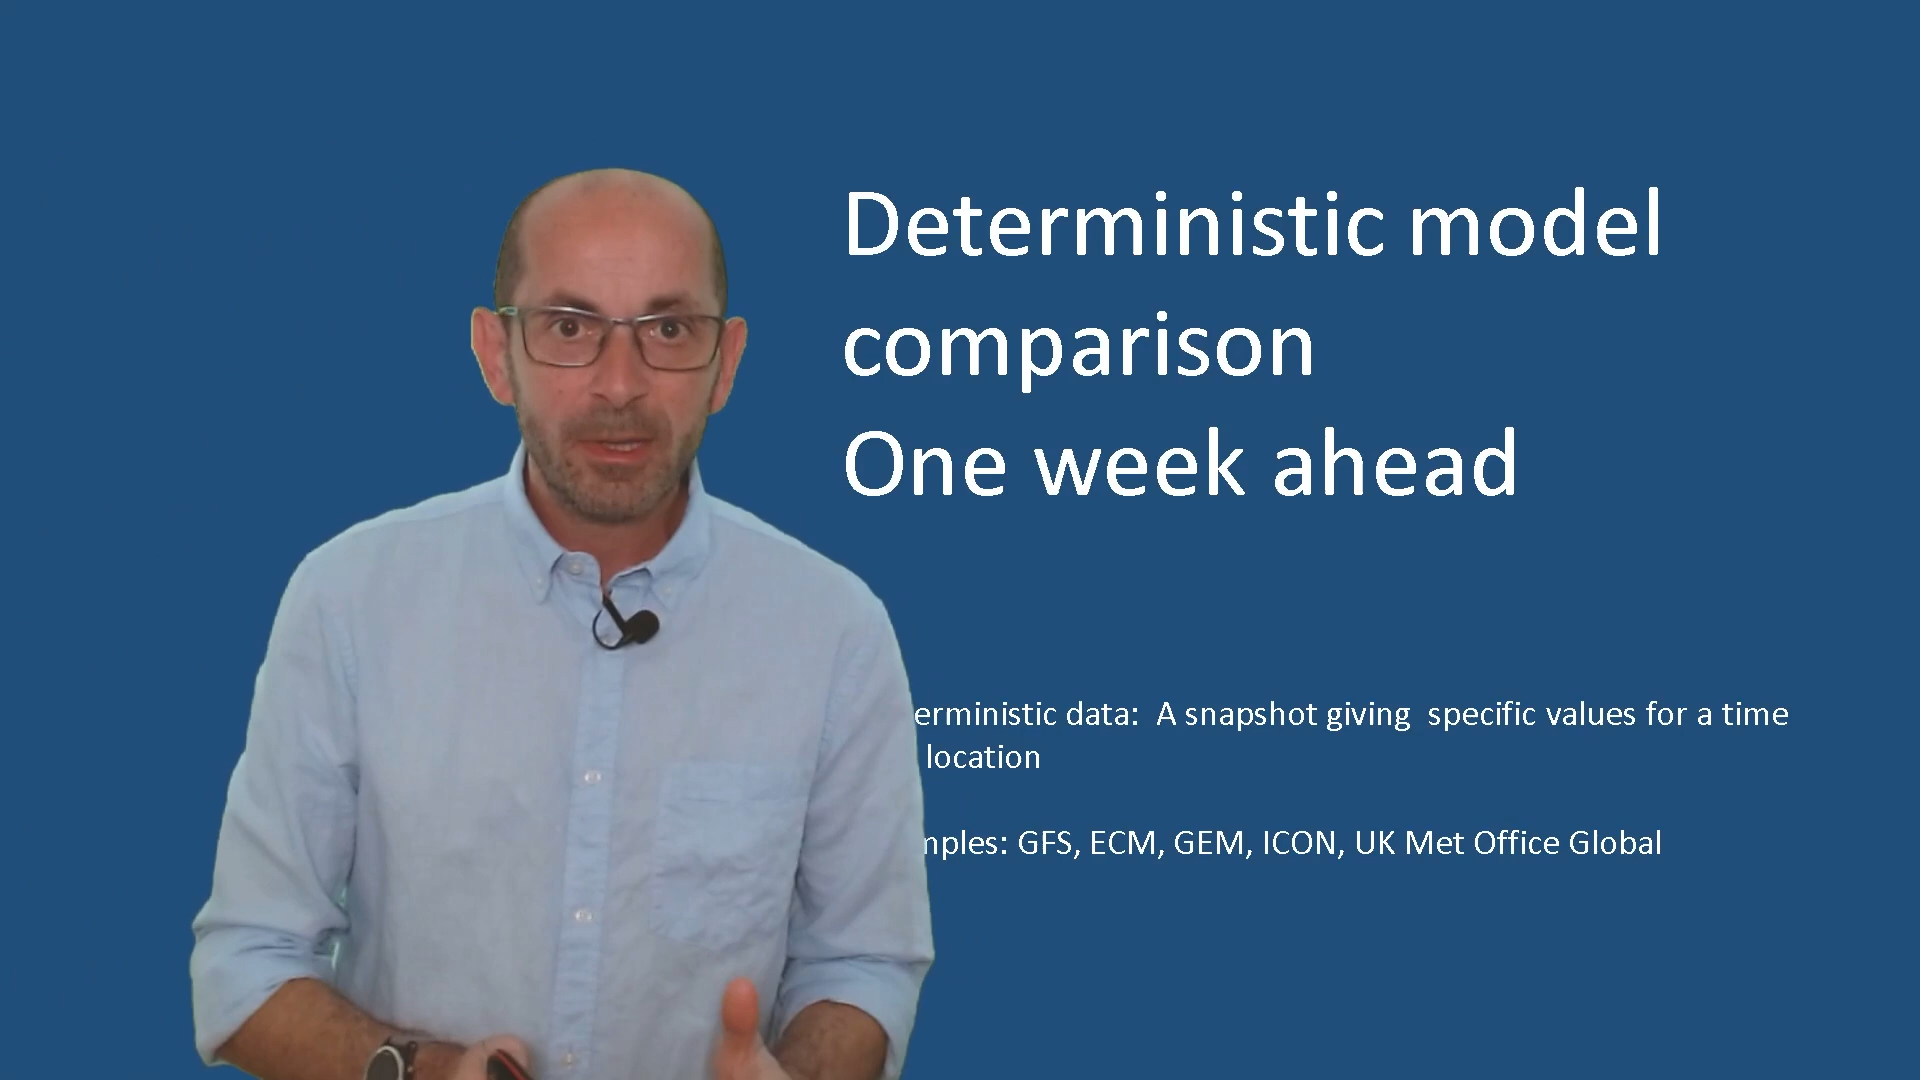 Deterministic model
comparison
One week ahead
erministic data: A snapshot giving specific values for a time
location
mples: GFS, ECM, GEM, ICON, UK Met Office Global